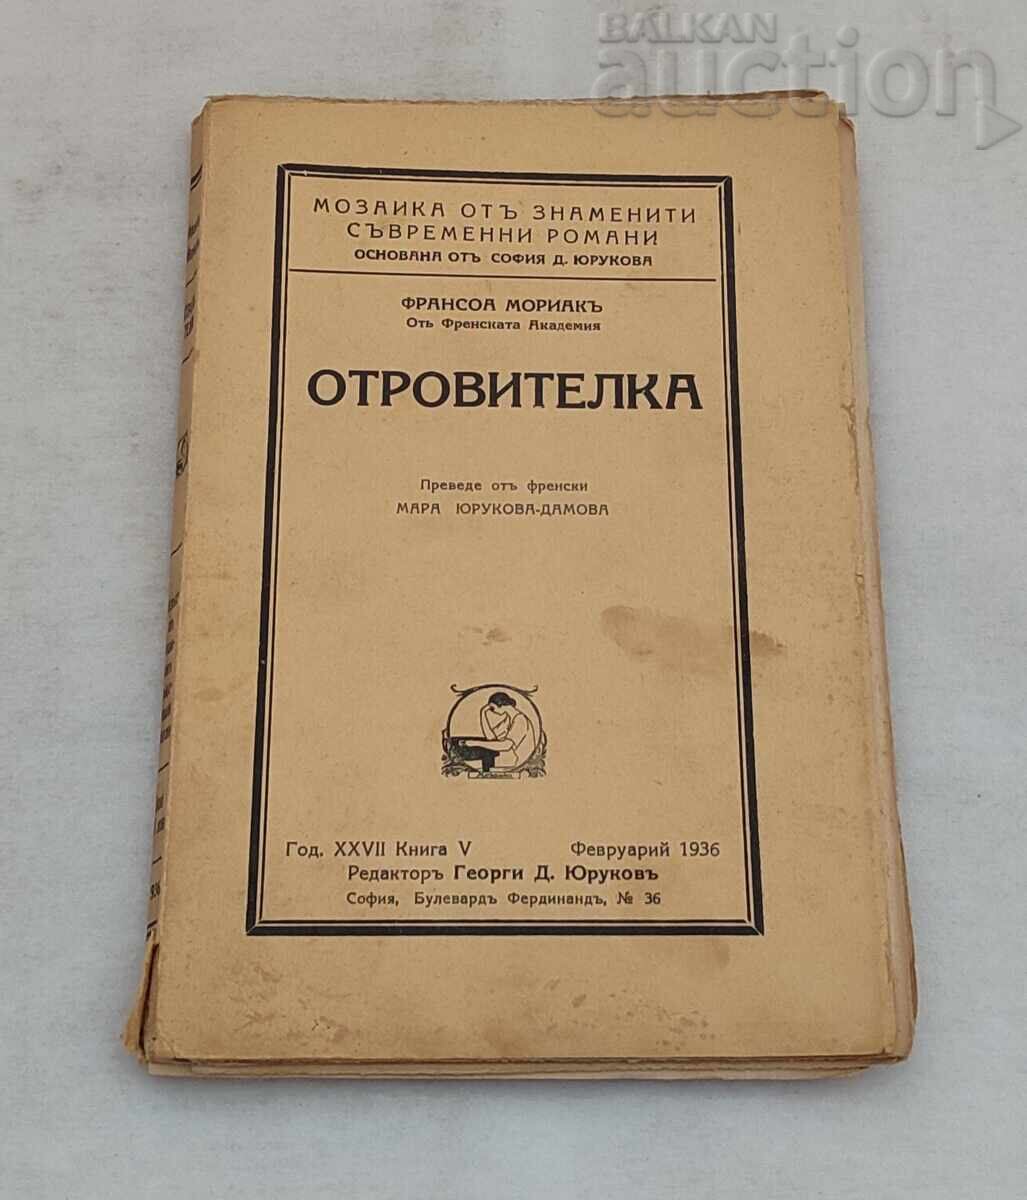 BALKAN
auction
МОЗАИКА ОТЪ ЗНАМЕНИТИ
СЪВРЕМЕННИ РОМАНИ
ОСНОВАНА ОТЪ СОФИЯ Д. ЮРУКОВА
ФРАНСОА МОРИАКЪ
Отъ Френската Академия
ОТРОВИТЕЛКА
Преведе отъ френски
МАРА ЮРУКОВА-ДАМОВА
Год. XXVII Книга V Февруарий 1936
Редакторъ Георги Д. Юруковъ
София, Булевардъ Фердинандъ, № 36